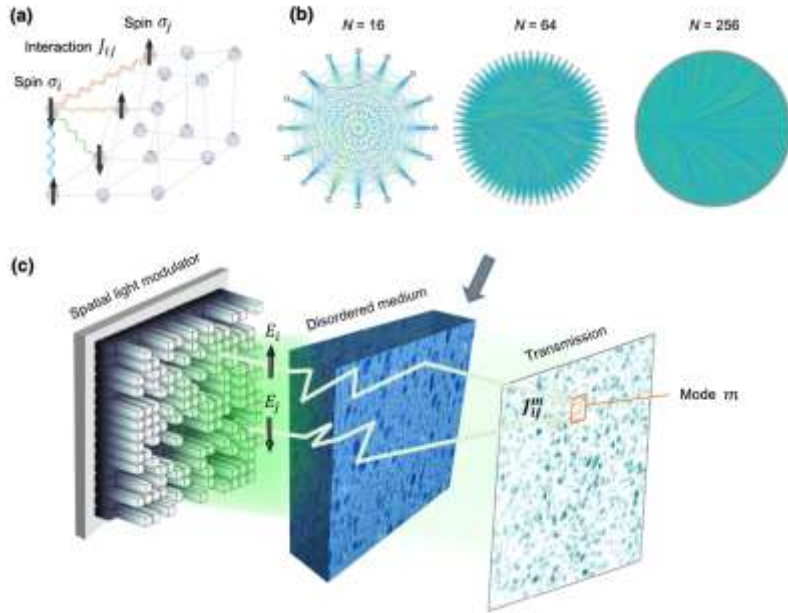 (a)
Spin σj
Interaction Jij
Spin σi
(b)
N = 16
N = 64
N = 256
(c)
Spatial light modulator
Ei
Ej
Disordered medium
Transmission
Jᵐij
Mode m